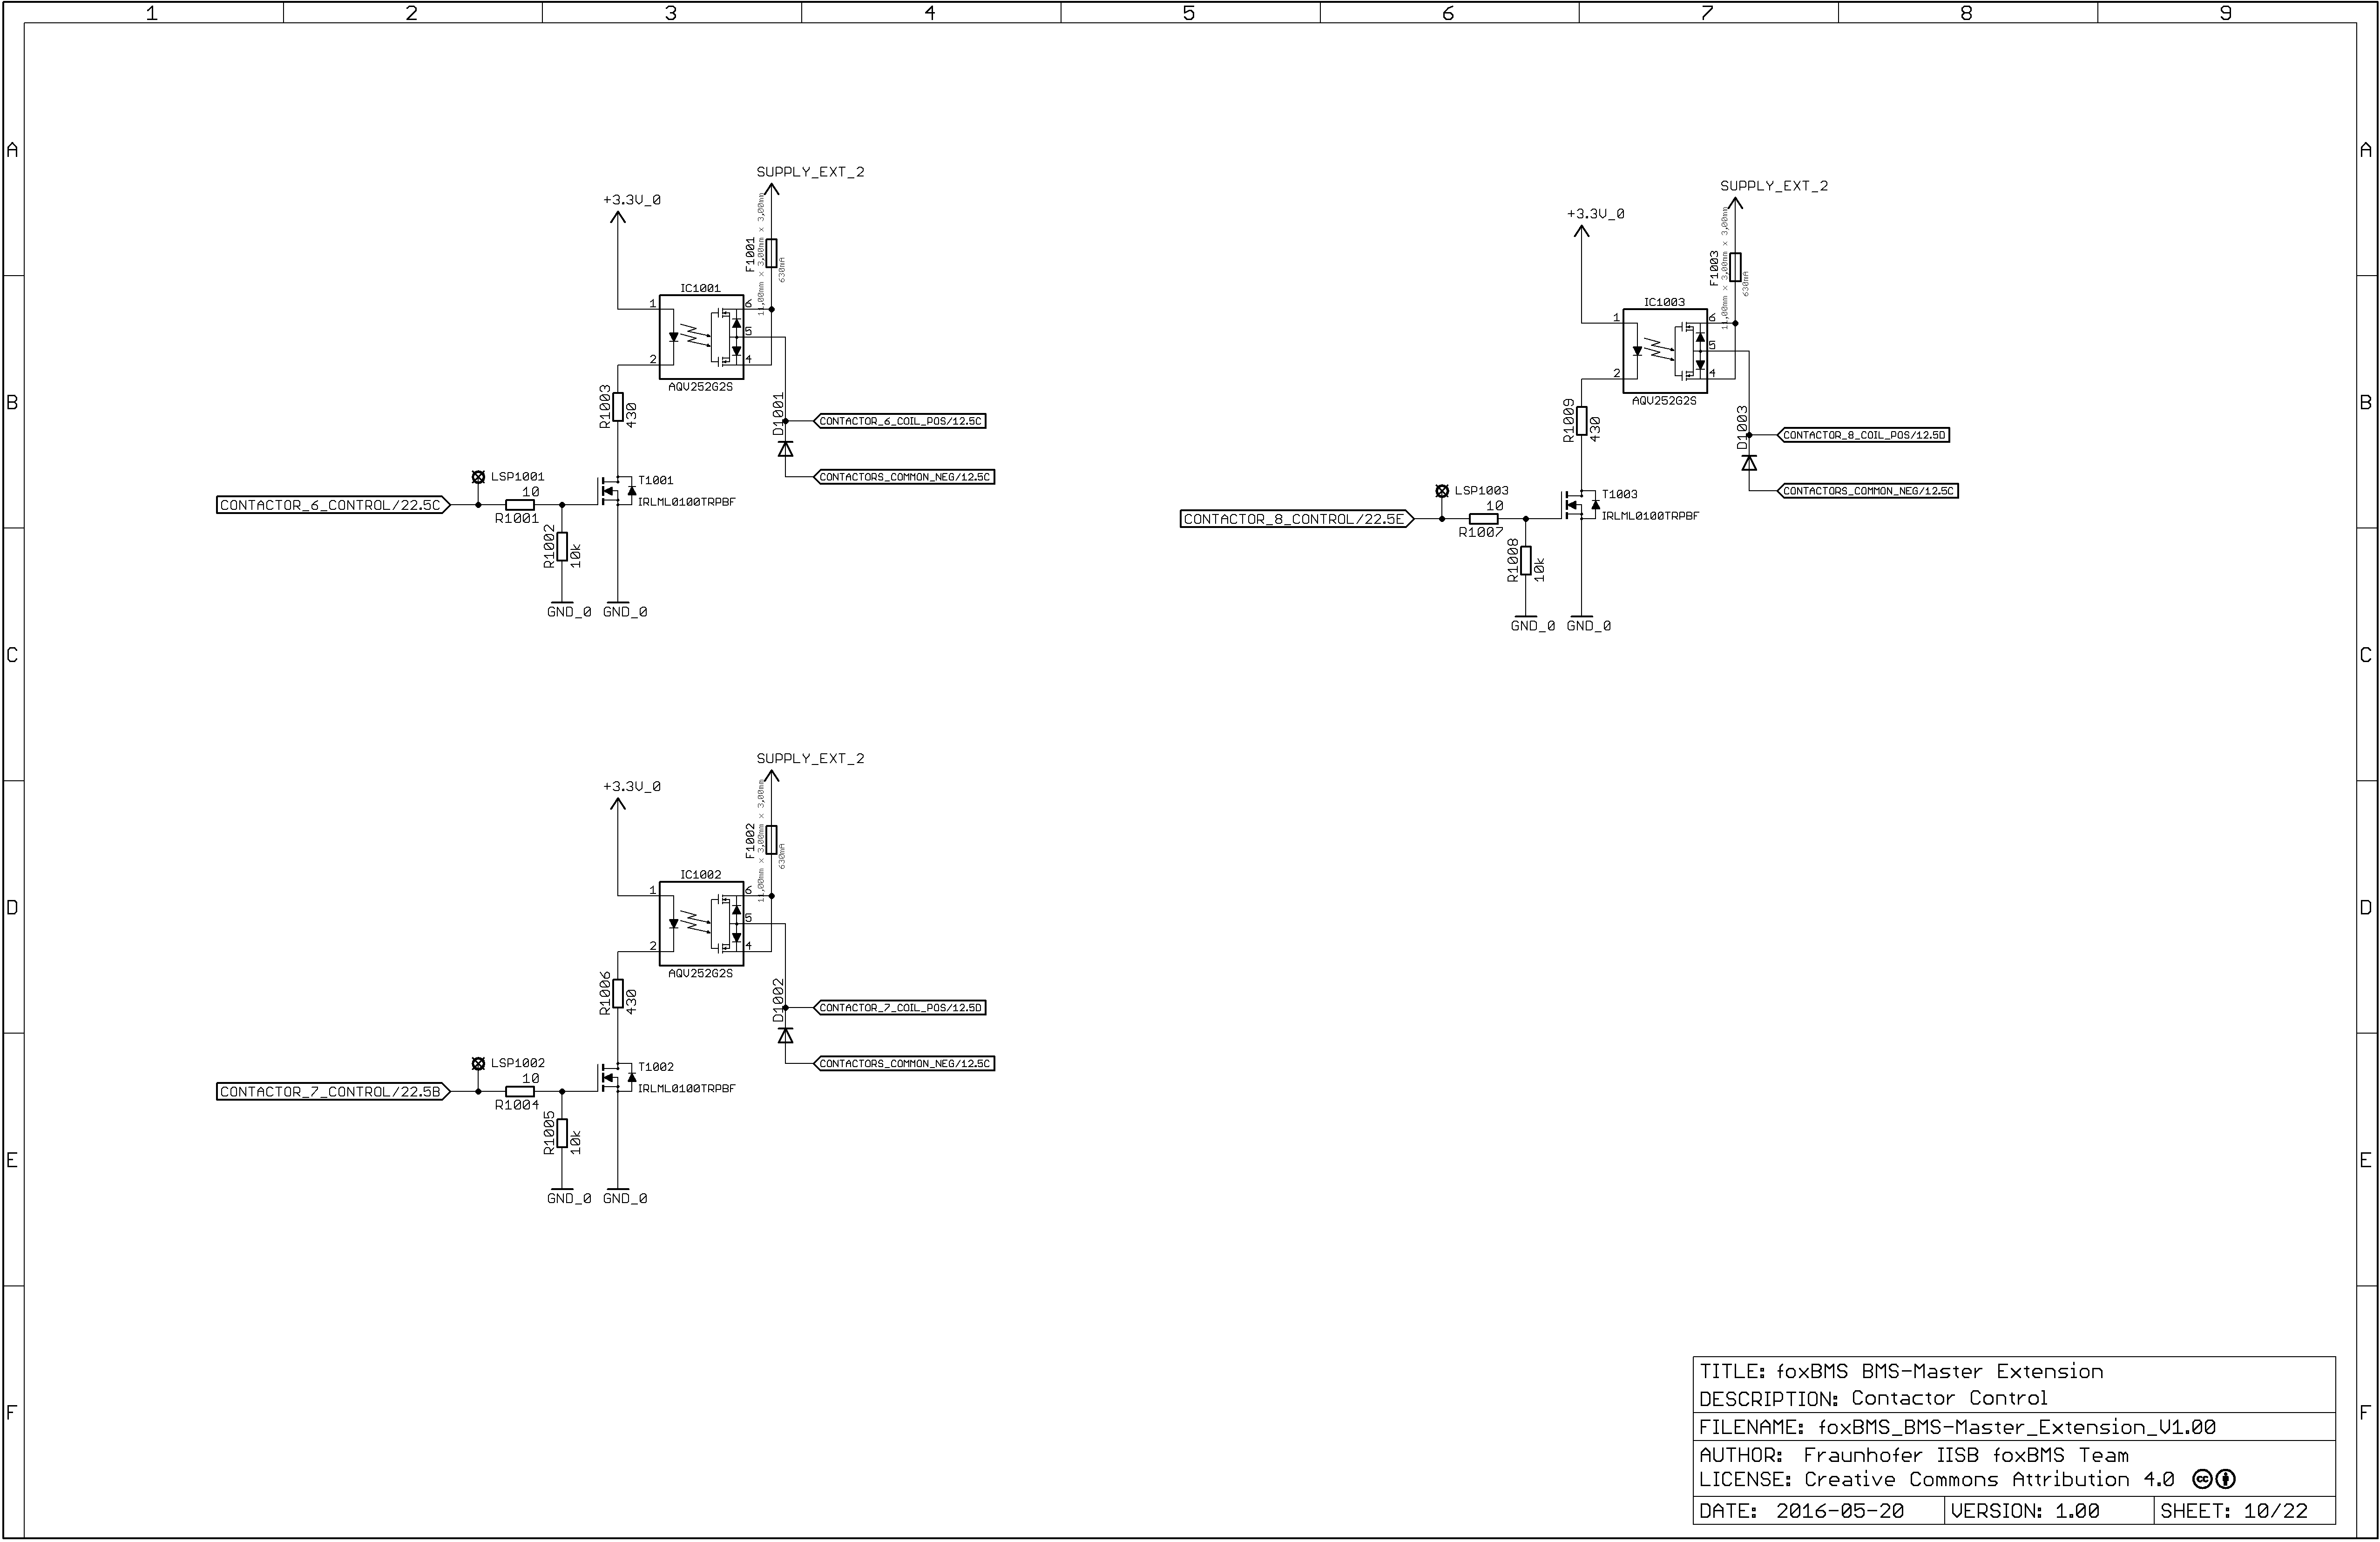 1 2 3 4 5 6 7 8 9
A A
B B
C C
D D
E E
F F
SUPPLY_EXT_2
+3.3V_0
F1001
11,00mm x 3,00mm x 3,00mm
630mA
IC1001
1
2
6
5
4
AQV252G2S
R1003
430
D1001
CONTACTOR_6_COIL_POS/12.5C
CONTACTORS_COMMON_NEG/12.5C
LSP1001
T1001
IRLML0100TRPBF
CONTACTOR_6_CONTROL/22.5C
10
R1001
R1002
10k
GND_0 GND_0
SUPPLY_EXT_2
+3.3V_0
F1003
11,00mm x 3,00mm x 3,00mm
630mA
IC1003
1
2
6
5
4
AQV252G2S
R1009
430
D1003
CONTACTOR_8_COIL_POS/12.5D
CONTACTORS_COMMON_NEG/12.5C
LSP1003
T1003
IRLML0100TRPBF
CONTACTOR_8_CONTROL/22.5E
10
R1007
R1008
10k
GND_0 GND_0
SUPPLY_EXT_2
+3.3V_0
F1002
11,00mm x 3,00mm x 3,00mm
630mA
IC1002
1
2
6
5
4
AQV252G2S
R1006
430
D1002
CONTACTOR_7_COIL_POS/12.5D
CONTACTORS_COMMON_NEG/12.5C
LSP1002
T1002
IRLML0100TRPBF
CONTACTOR_7_CONTROL/22.5B
10
R1004
R1005
10k
GND_0 GND_0
TITLE: foxBMS BMS-Master Extension
DESCRIPTION: Contactor Control
FILENAME: foxBMS_BMS-Master_Extension_V1.00
AUTHOR: Fraunhofer IISB foxBMS Team
LICENSE: Creative Commons Attribution 4.0 cc
DATE: 2016-05-20 VERSION: 1.00 SHEET: 10/22